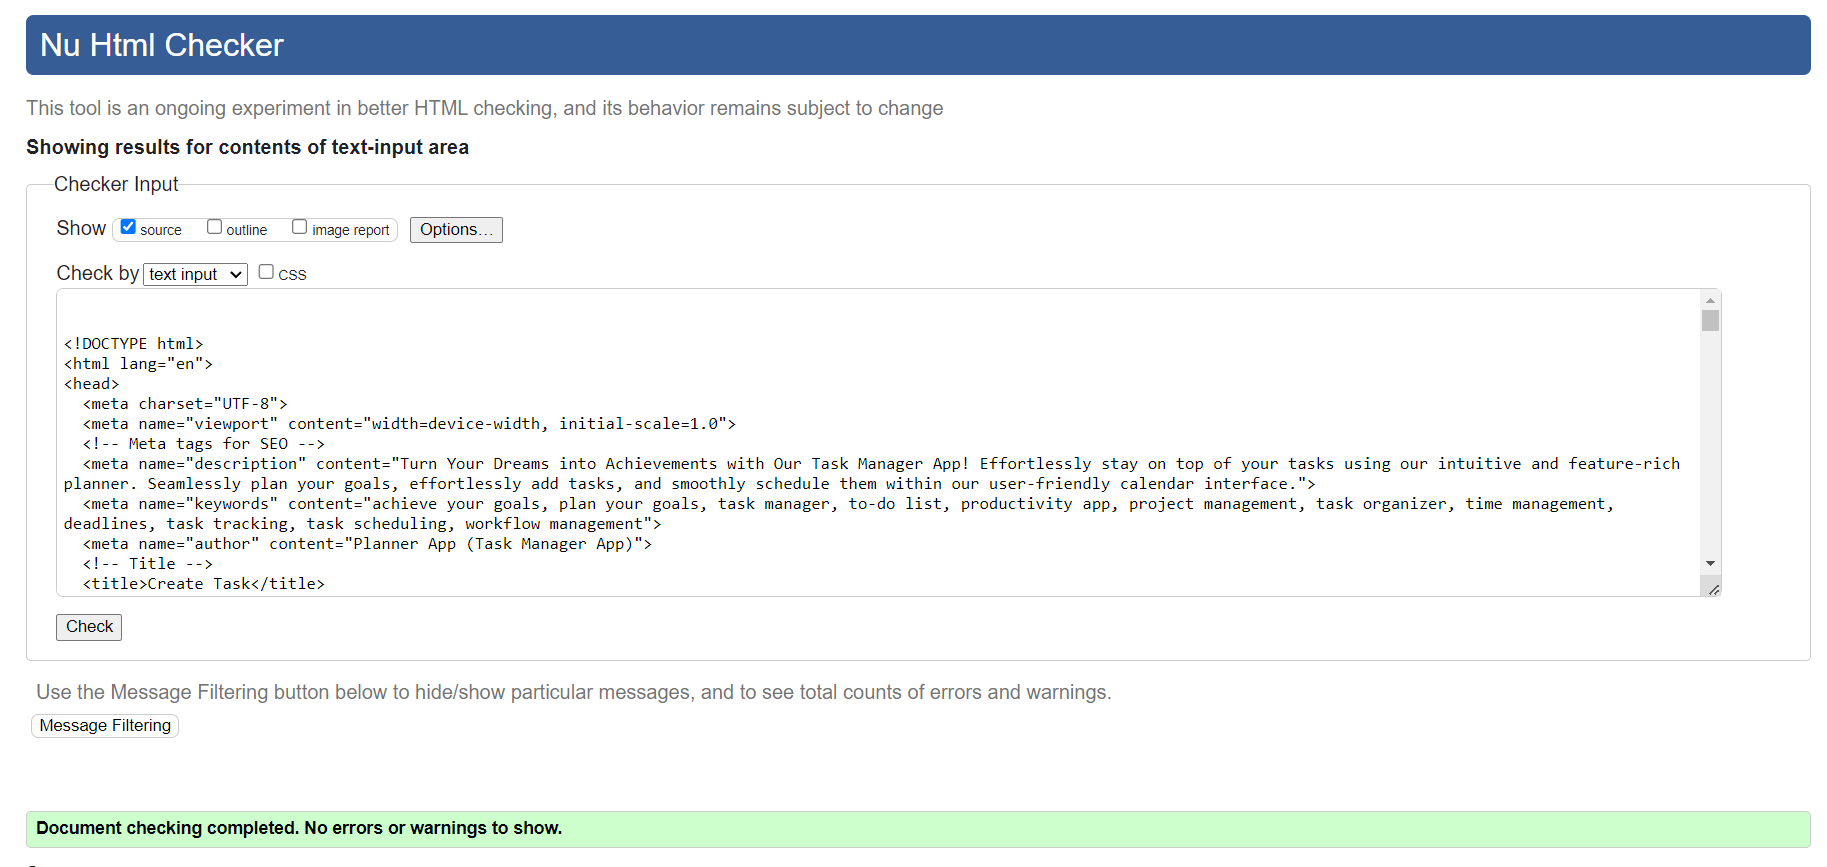 Nu Html Checker
This tool is an ongoing experiment in better HTML checking, and its behavior remains subject to change
Showing results for contents of text-input area
Checker Input
Show source outline image report Options...
Check by text input CSS
<!DOCTYPE html>
<html lang="en">
<head>
<meta charset="UTF-8">
<meta name="viewport" content="width=device-width, initial-scale=1.0">
<!-- Meta tags for SEO -->
<meta name="description" content="Turn Your Dreams into Achievements with Our Task Manager App! Effortlessly stay on top of your tasks using our intuitive and feature-rich
planner. Seamlessly plan your goals, effortlessly add tasks, and smoothly schedule them within our user-friendly calendar interface.">
<meta name="keywords" content="achieve your goals, plan your goals, task manager, to-do list, productivity app, project management, task organizer, time management,
deadlines, task tracking, task scheduling, workflow management">
<meta name="author" content="Planner App (Task Manager App)">
<!-- Title -->
<title>Create Task</title>
Check
Use the Message Filtering button below to hide/show particular messages, and to see total counts of errors and warnings.
Message Filtering
Document checking completed. No errors or warnings to show.